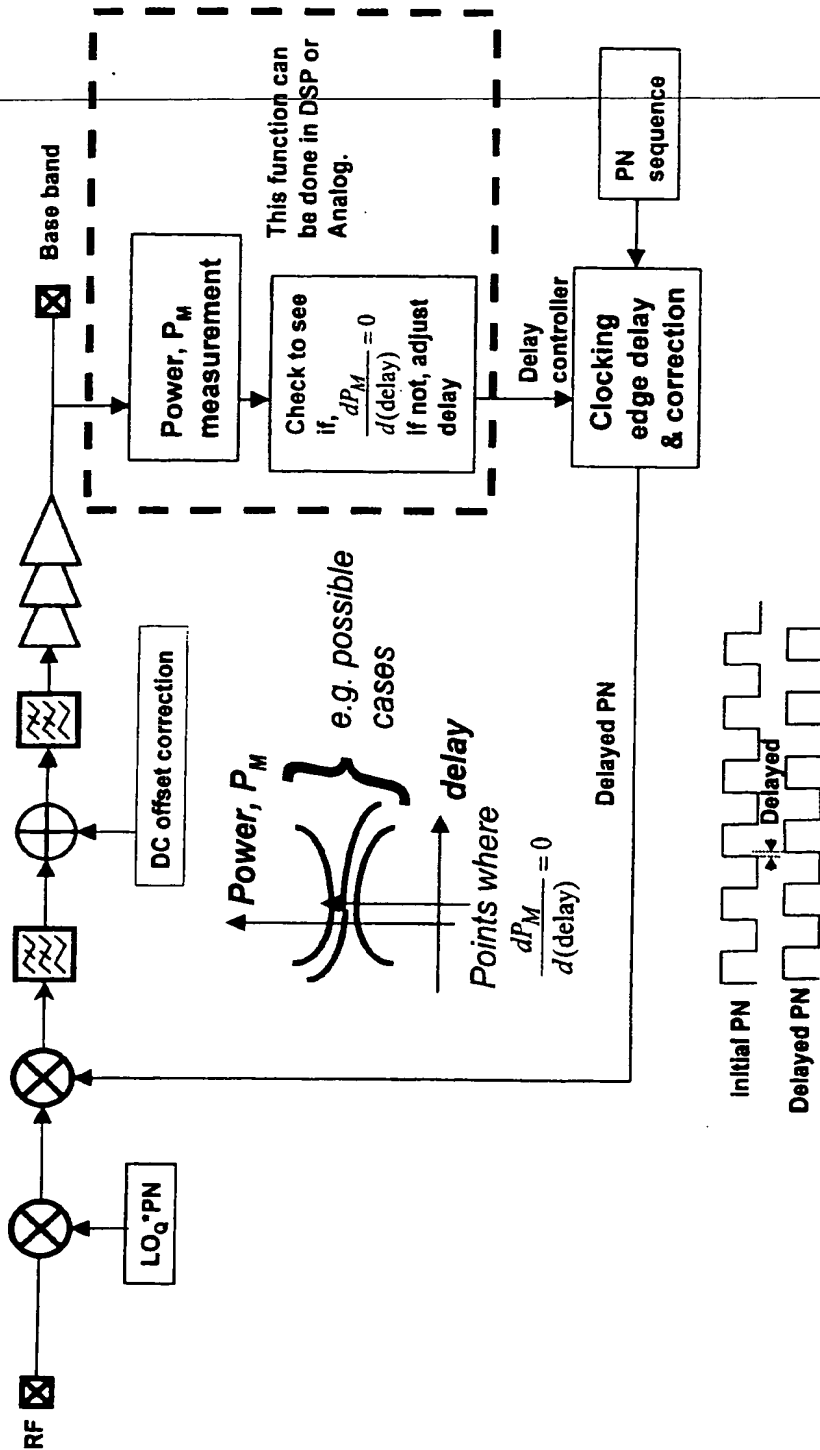 RF
LO_Q*PN
DC offset correction
Base band
Power, P_M
measurement
Check to see
if,
dP_M
d(delay)
=0
If not, adjust
delay
This function can
be done in DSP or
Analog.
Delay
controller
Clocking
edge delay
& correction
PN
sequence
Delayed PN
Power, P_M
e.g. possible
cases
delay
Points where
dP_M
d(delay)
=0
Initial PN
Delayed
Delayed PN